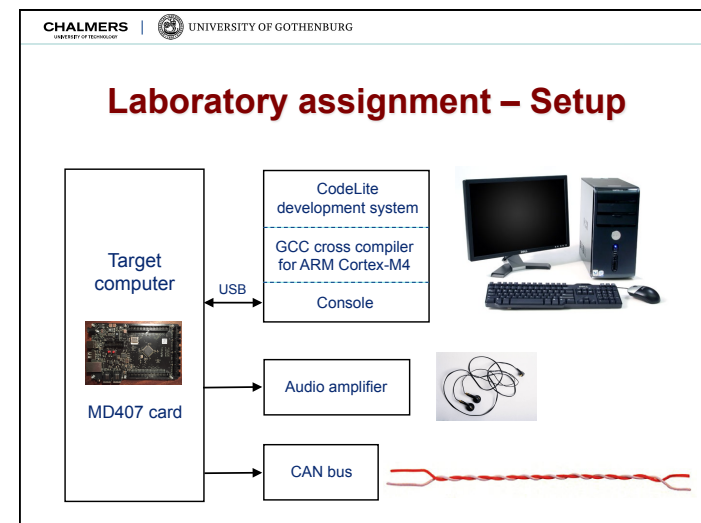 CHALMERS
UNIVERSITY OF TECHNOLOGY
UNIVERSITY OF GOTHENBURG
Laboratory assignment – Setup
Target
computer
MD407 card
USB
CodeLite
development system
GCC cross compiler
for ARM Cortex-M4
Console
Audio amplifier
CAN bus